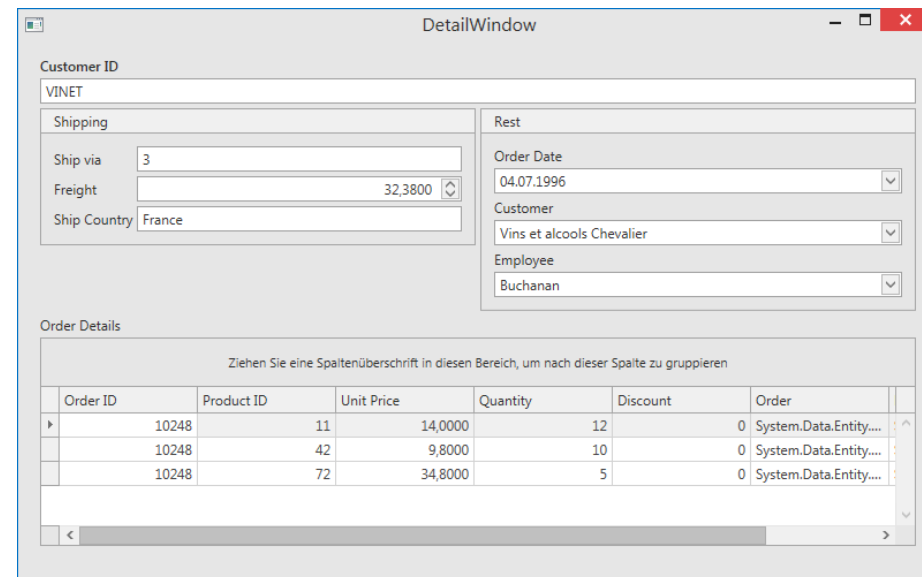 DetailWindow
Customer ID
VINET
Shipping
Ship via 3
Freight 32,3800
Ship Country France
Rest
Order Date
04.07.1996
Customer
Vins et alcools Chevalier
Employee
Buchanan
Order Details
Ziehen Sie eine Spaltenüberschrift in diesen Bereich, um nach dieser Spalte zu gruppieren
Order ID Product ID Unit Price Quantity Discount Order
10248 11 14,0000 12 0 System.Data.Entity....
10248 42 9,8000 10 0 System.Data.Entity....
10248 72 34,8000 5 0 System.Data.Entity....